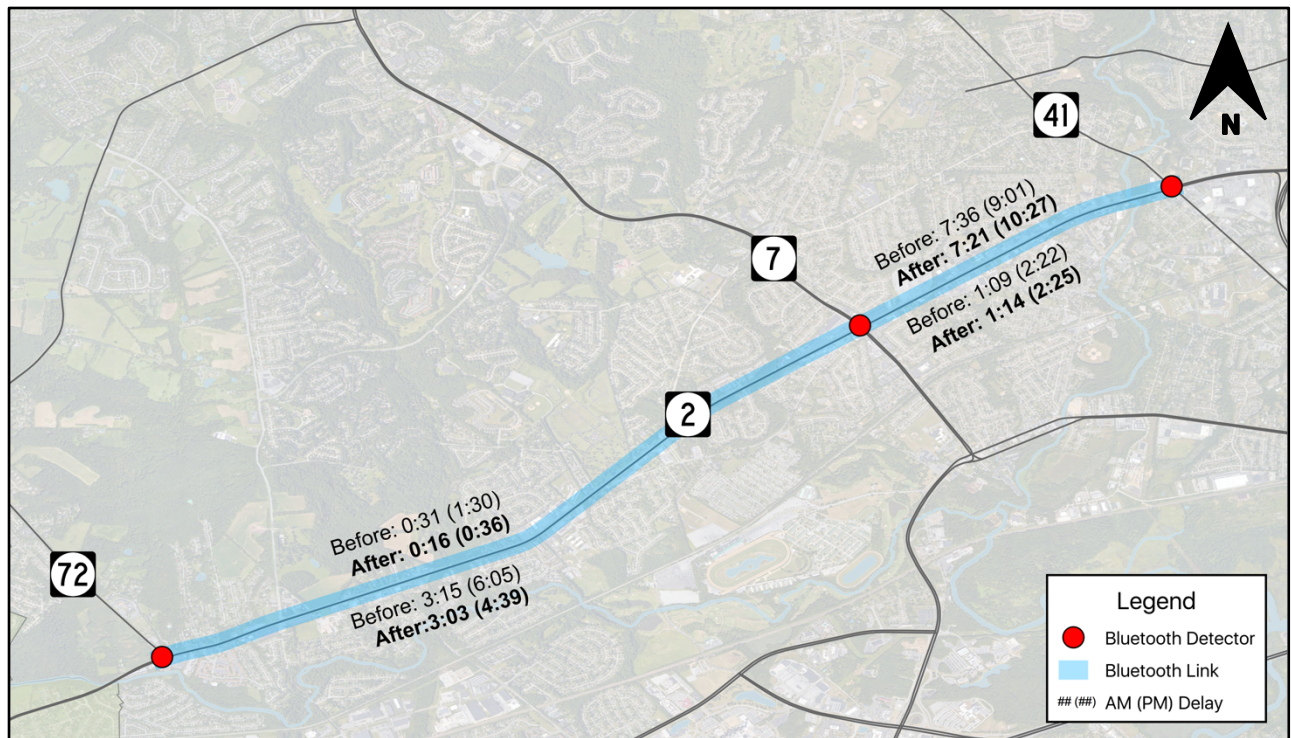 41
N
7
Before: 7:36 (9:01)
After: 7:21 (10:27)
Before: 1:09 (2:22)
After: 1:14 (2:25)
2
Before: 0:31 (1:30)
After: 0:16 (0:36)
Before: 3:15 (6:05)
After:3:03 (4:39)
72
Legend
Bluetooth Detector
Bluetooth Link
## (##) AM (PM) Delay